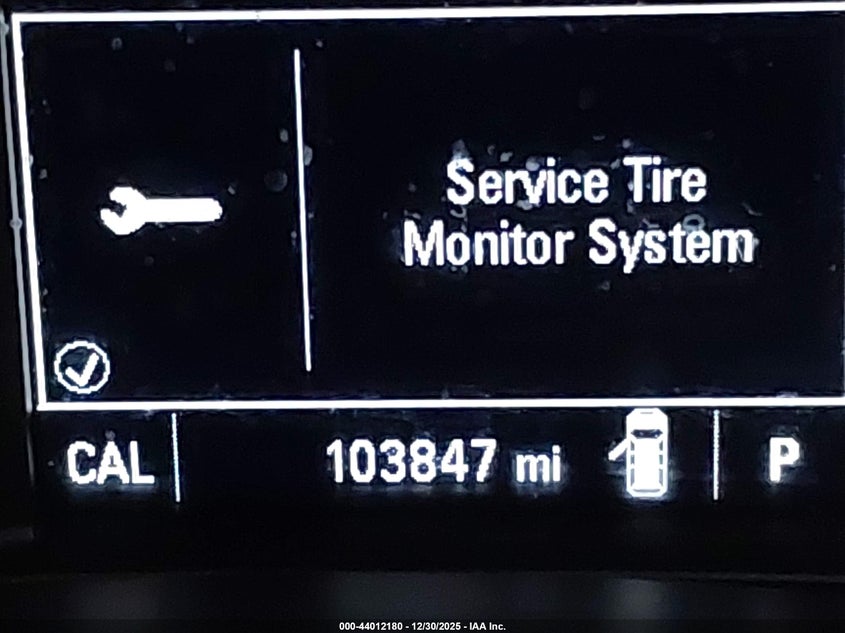 Service Tire
Monitor System
CAL
103847 mi
P
000-44012180 - 12/30/2025 - IAA Inc.